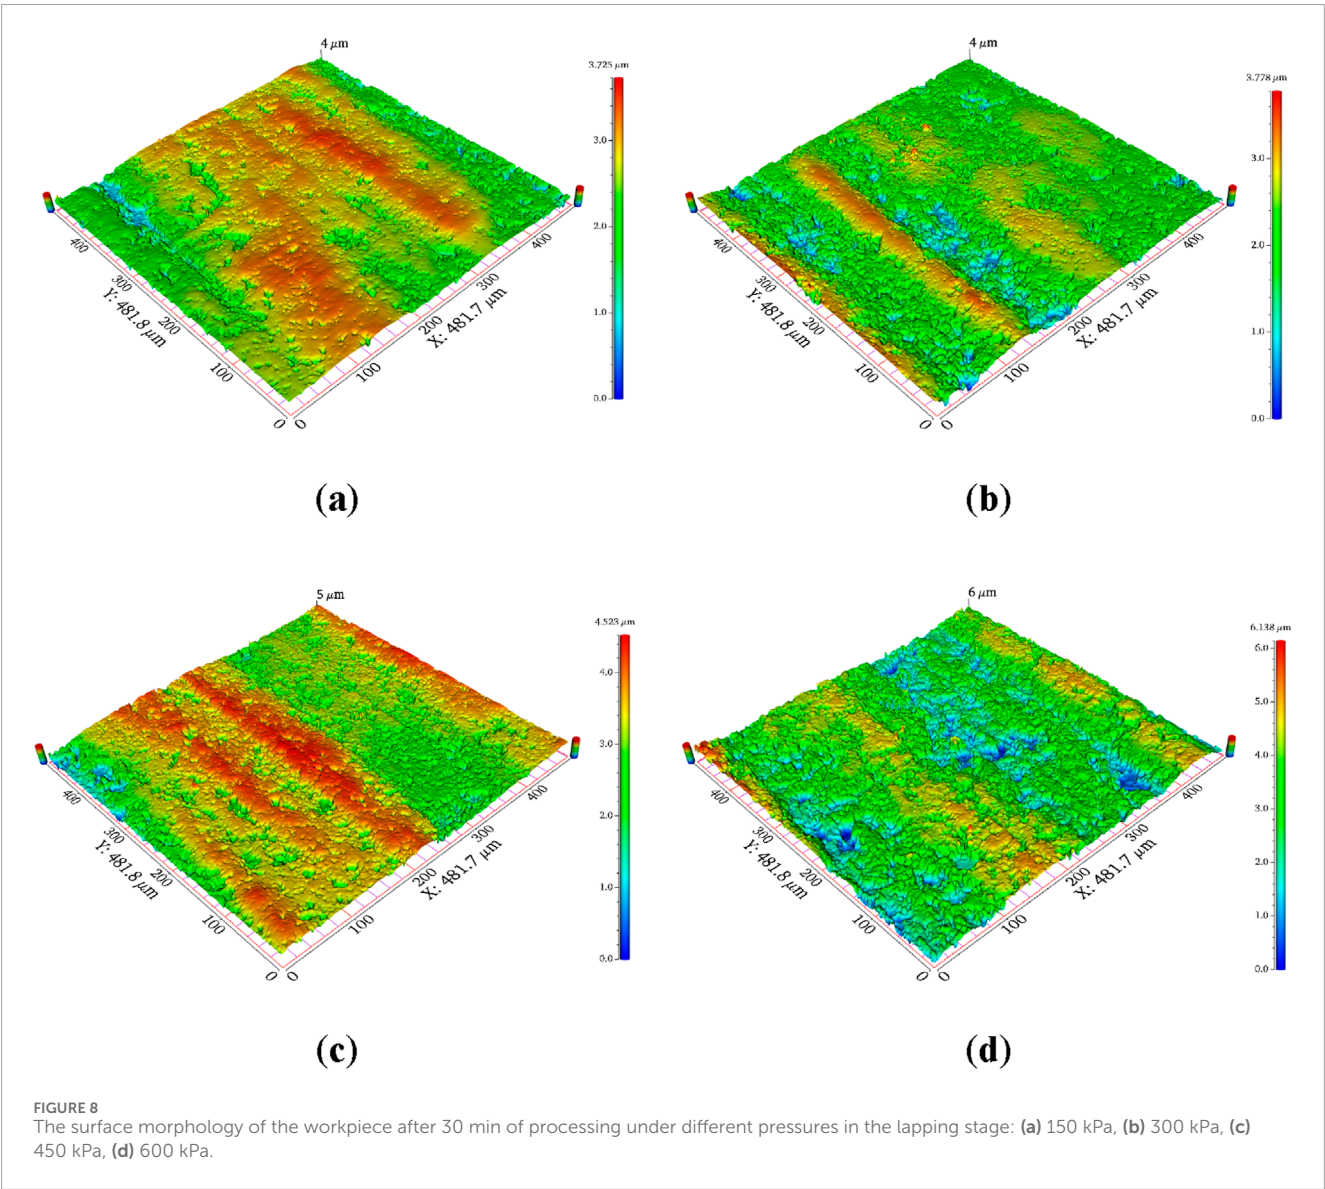 4 μm
3.725 μm
3.0
2.0
1.0
0.0
400
300
200
100
0
Y: 481.8 μm
0
100
200
300
400
X: 481.7 μm
(a)
4 μm
3.778 μm
3.0
2.0
1.0
0.0
400
300
200
100
0
Y: 481.8 μm
0
100
200
300
400
X: 481.7 μm
(b)
5 μm
4.523 μm
4.0
3.0
2.0
1.0
0.0
400
300
200
100
0
Y: 481.8 μm
0
100
200
300
400
X: 481.7 μm
(c)
6 μm
6.138 μm
6.0
5.0
4.0
3.0
2.0
1.0
0.0
400
300
200
100
0
Y: 481.8 μm
0
100
200
300
400
X: 481.7 μm
(d)
FIGURE 8
The surface morphology of the workpiece after 30 min of processing under different pressures in the lapping stage: (a) 150 kPa, (b) 300 kPa, (c)
450 kPa, (d) 600 kPa.